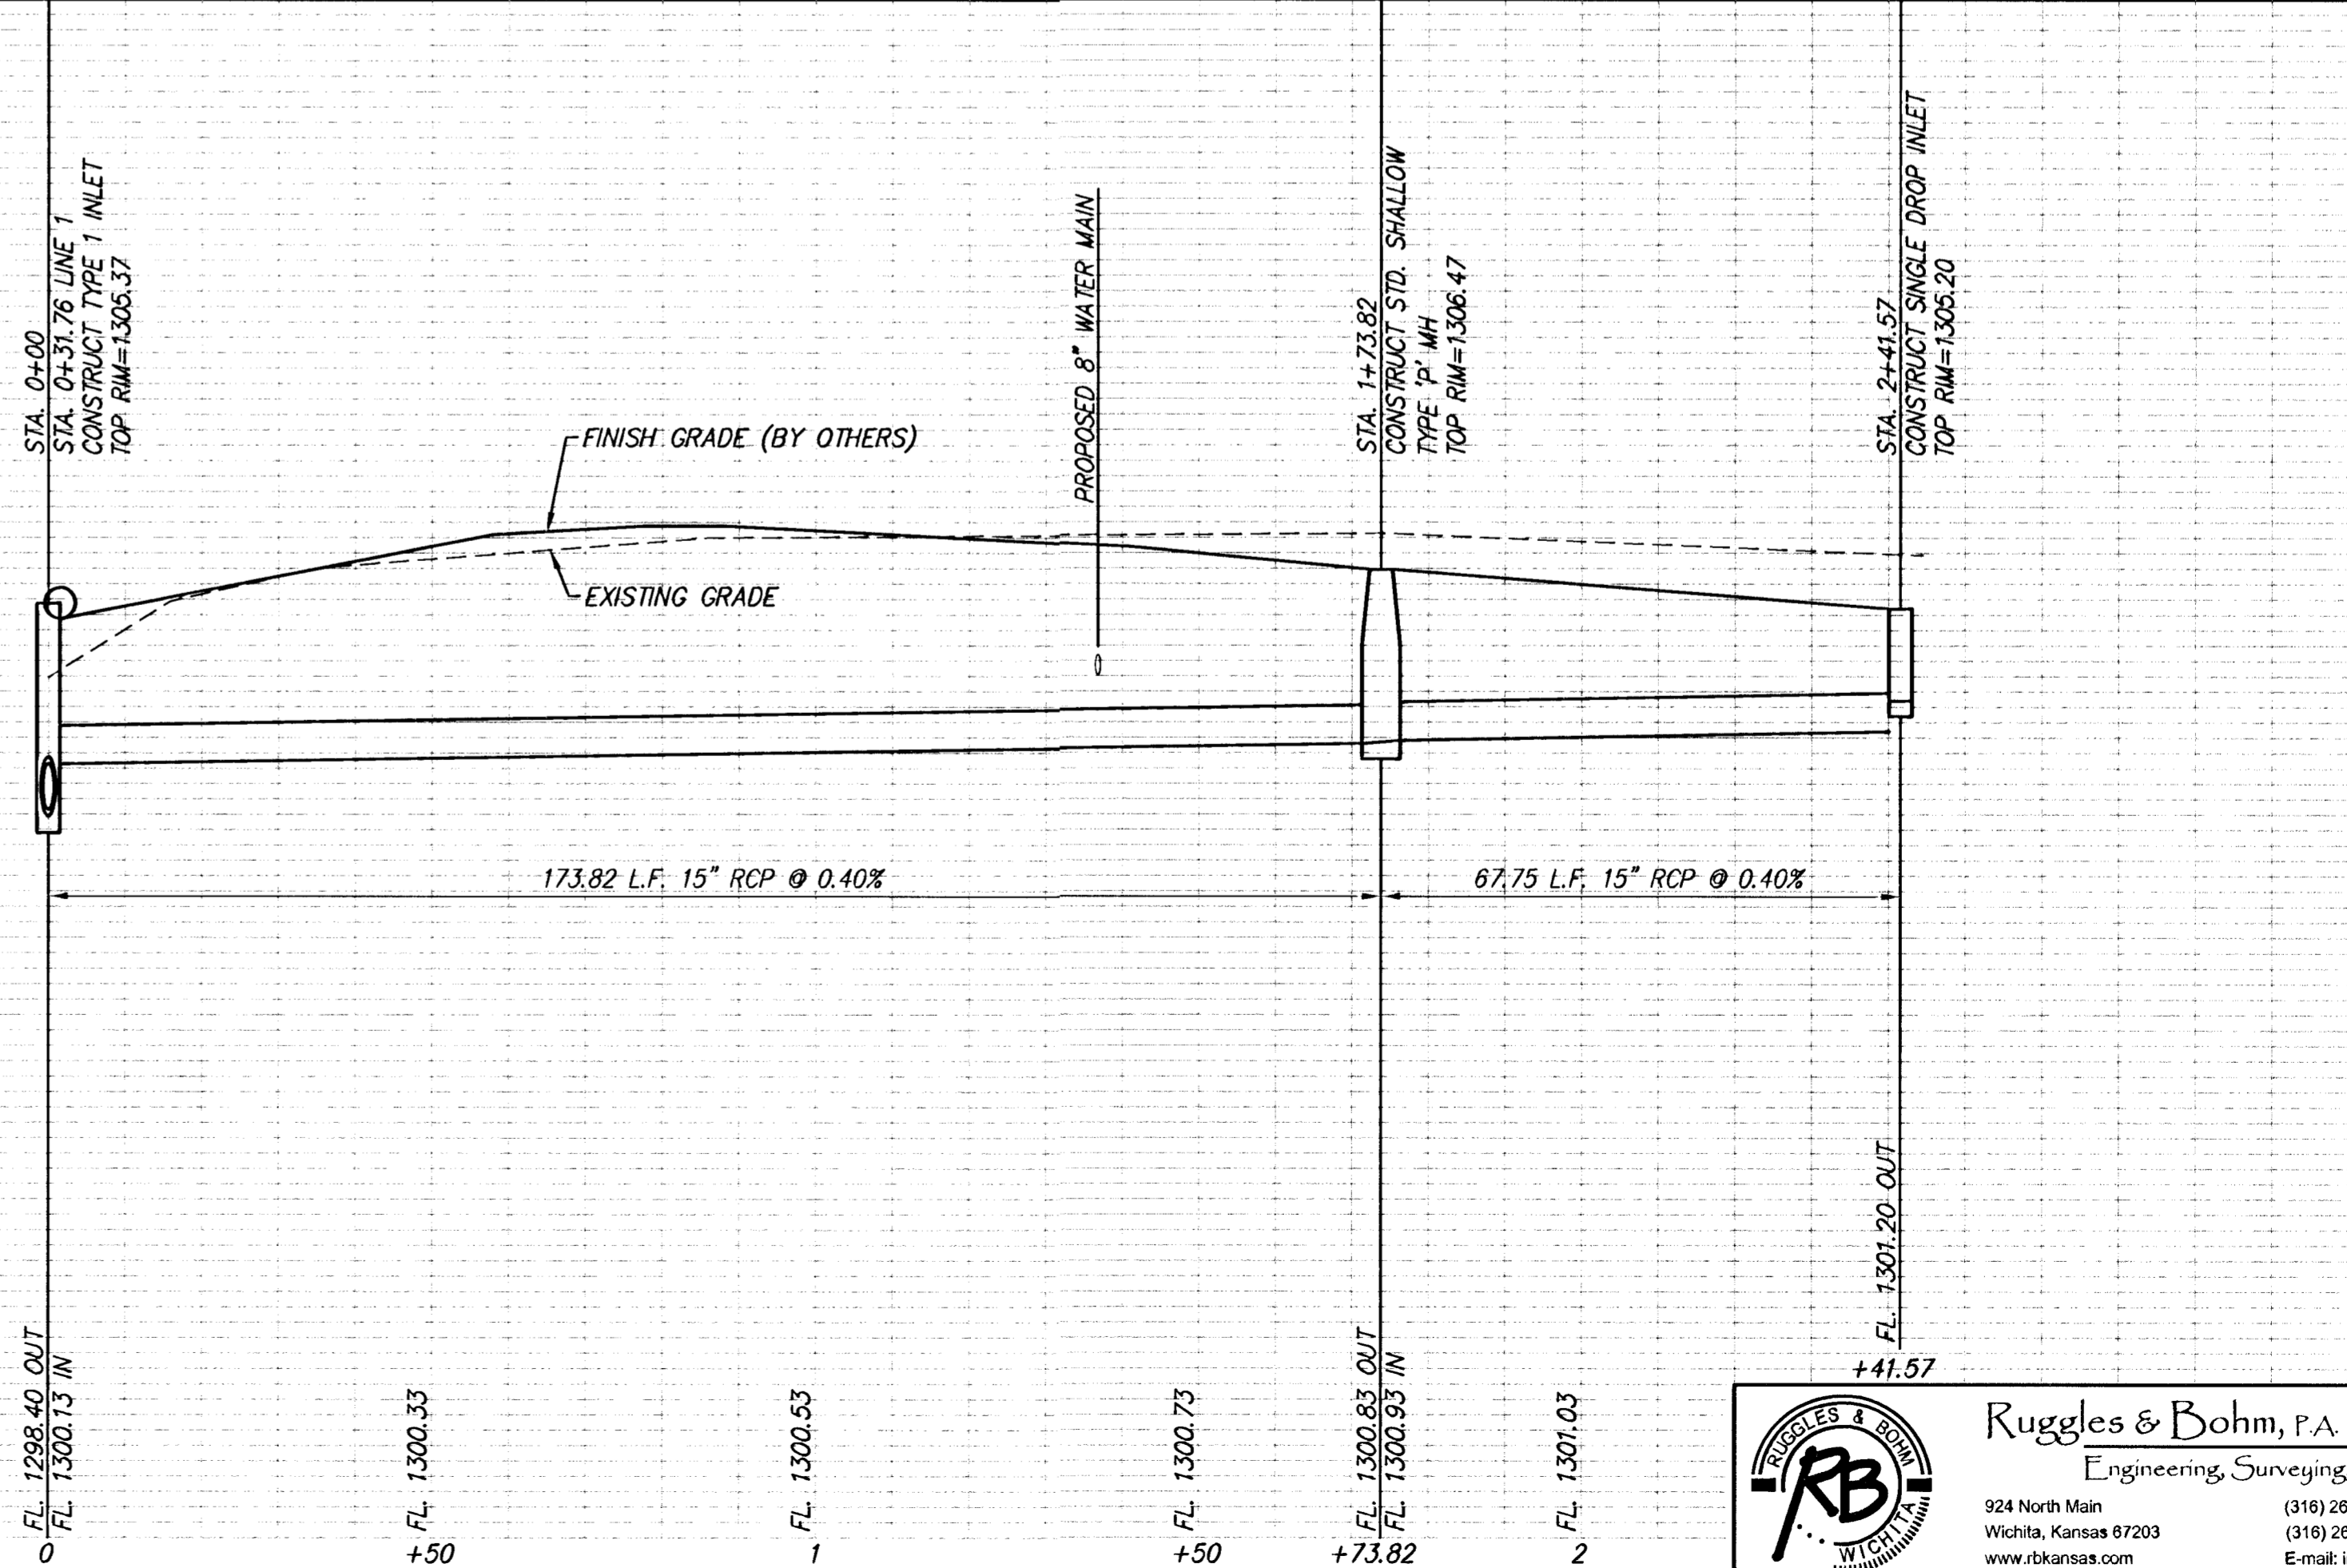 STA. 0+00
STA. 0+31.76 LINE 1
CONSTRUCT TYPE 1 INLET
TOP RIM=1305.37
FINISH GRADE (BY OTHERS)
EXISTING GRADE
PROPOSED 8" WATER MAIN
STA. 1+73.82
CONSTRUCT STD. SHALLOW
TYPE 'P' MH
TOP RIM=1306.47
STA. 2+41.57
CONSTRUCT SINGLE DROP INLET
TOP RIM=1305.20
173.82 L.F. 15" RCP @ 0.40%
67.75 L.F. 15" RCP @ 0.40%
FL. 1298.40 OUT
FL. 1300.13 IN
FL. 1300.33
FL. 1300.53
FL. 1300.73
FL. 1300.83 OUT
FL. 1300.93 IN
FL. 1301.03
FL. 1301.20 OUT
+41.57
0
+50
1
+50
+73.82
2
RUGGLES & BOHM
RB
WICHITA
Ruggles & Bohm, P.A.
Engineering, Surveying
924 North Main
(316) 26
Wichita, Kansas 67203
(316) 26
www.rbkansas.com
E-mail: i